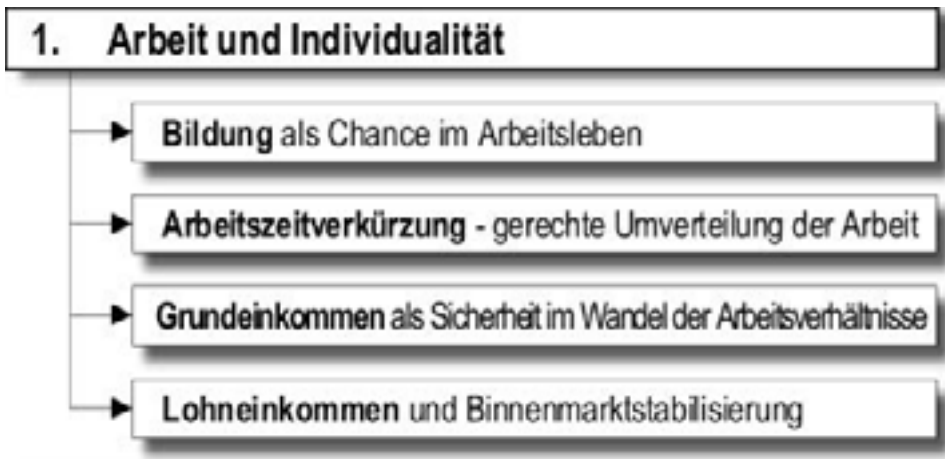 1. Arbeit und Individualität
Bildung als Chance im Arbeitsleben
Arbeitszeitverkürzung - gerechte Umverteilung der Arbeit
Grundeinkommen als Sicherheit im Wandel der Arbeitsverhältnisse
Lohneinkommen und Binnenmarktstabilisierung